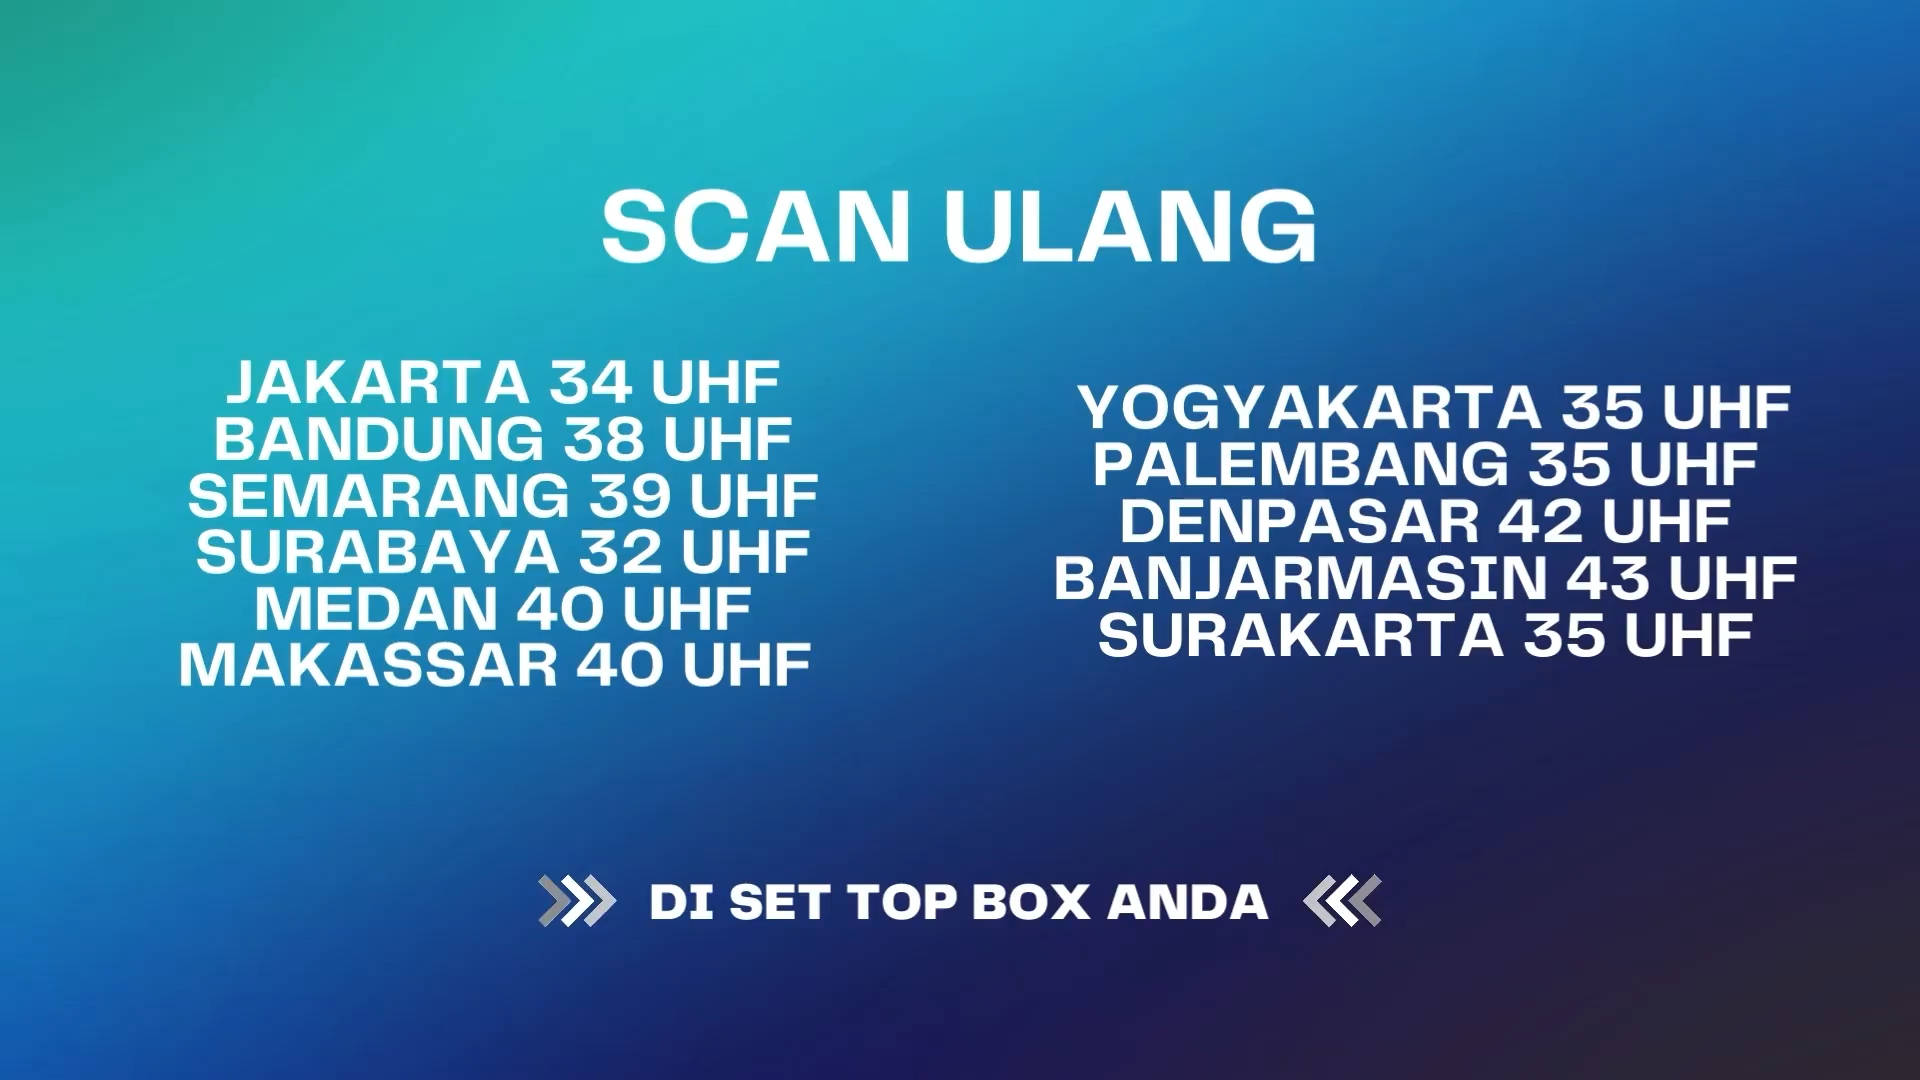 SCAN ULANG
JAKARTA 34 UHF
BANDUNG 38 UHF
SEMARANG 39 UHF
SURABAYA 32 UHF
MEDAN 40 UHF
MAKASSAR 40 UHF
YOGYAKARTA 35 UHF
PALEMBANG 35 UHF
DENPASAR 42 UHF
BANJARMASIN 43 UHF
SURAKARTA 35 UHF
DI SET TOP BOX ANDA